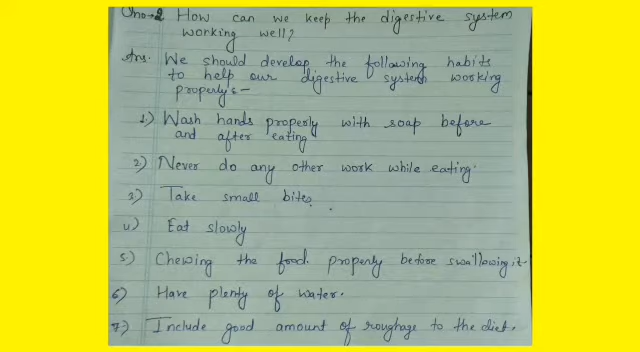 Qno→2 How can we keep the digestive system
working well?
Ans. We should develop the following habits
to help our digestive system working
properly:-
1.) Wash hands properly with soap before
and after eating
2) Never do any other work while eating.
3) Take small bites.
4) Eat slowly
5.) Chewing the food properly before swallowing it.
6) Have plenty of water.
7.) Include good amount of roughage to the diet.